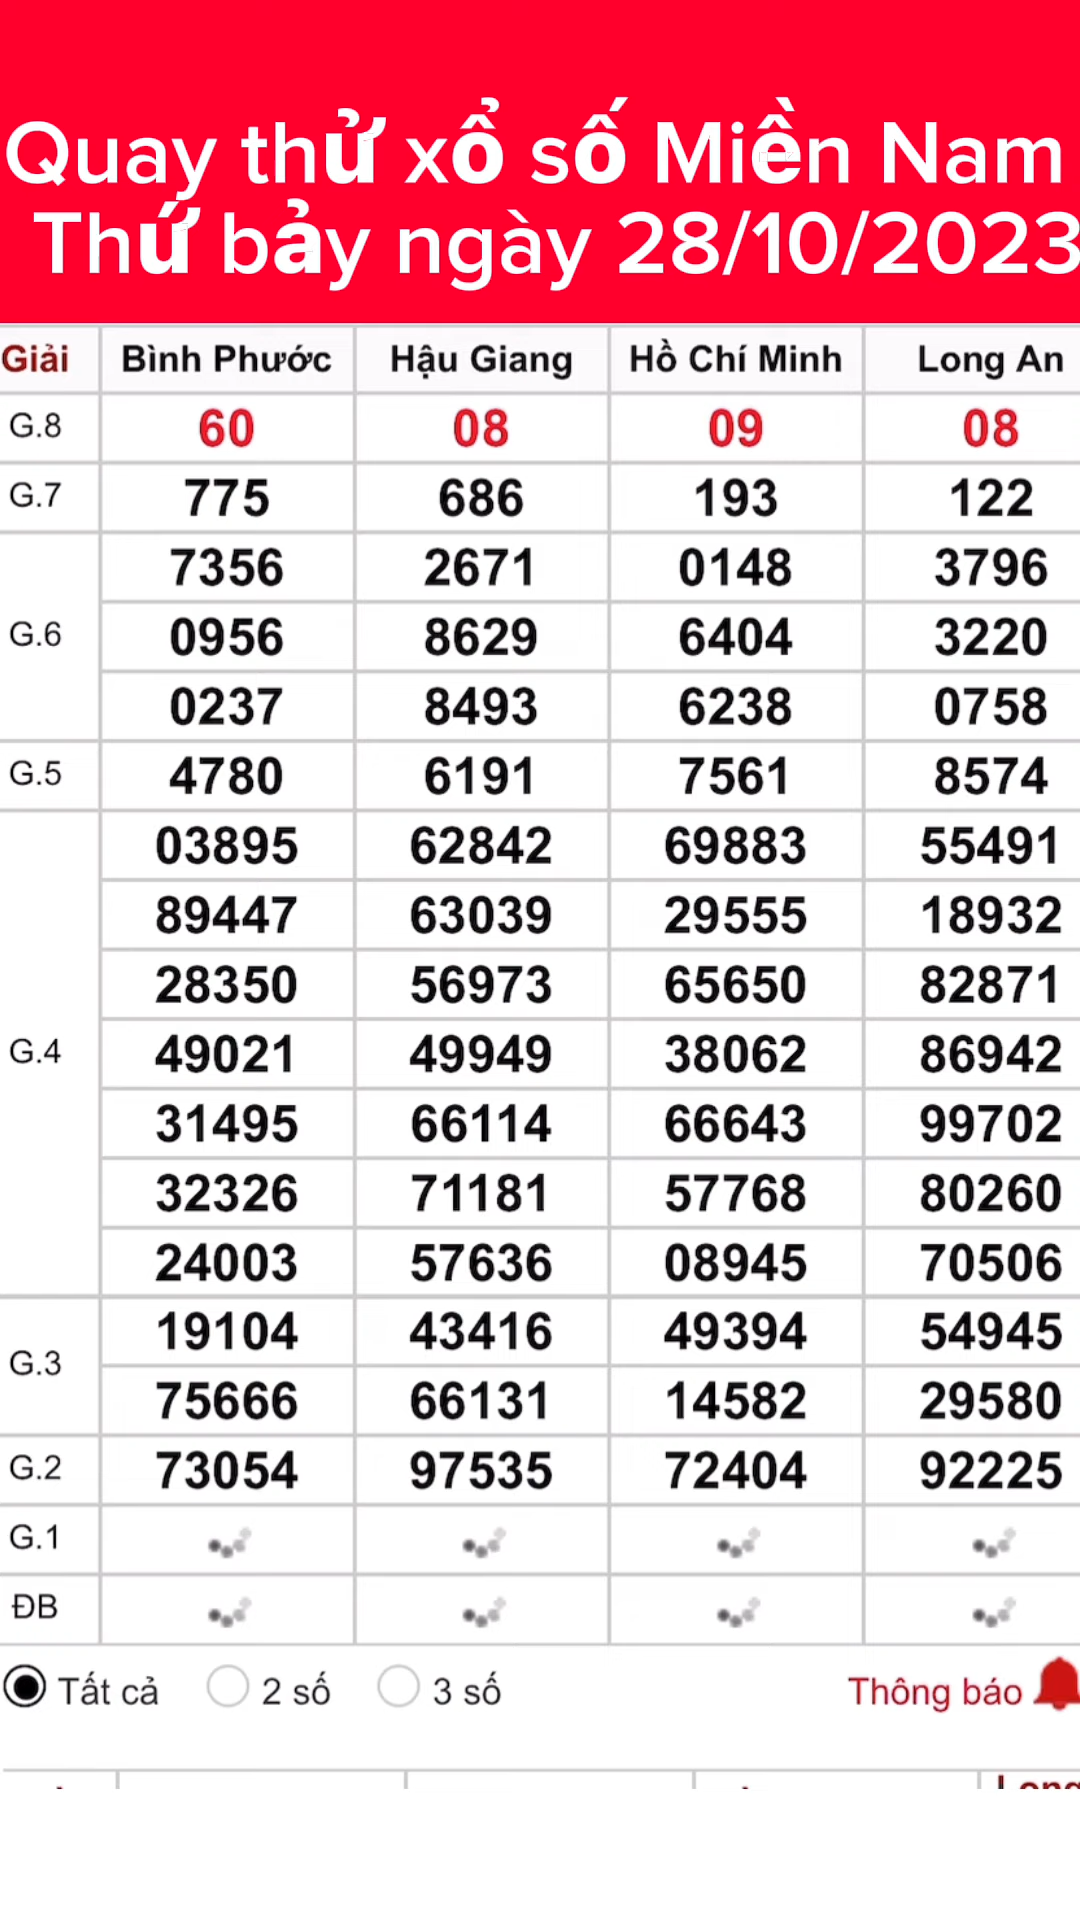 Quay thử xổ số Miền Nam
Thứ bảy ngày 28/10/2023
Giải Bình Phước Hậu Giang Hồ Chí Minh Long An
G.8 60 08 09 08
G.7 775 686 193 122
7356 2671 0148 3796
G.6 0956 8629 6404 3220
0237 8493 6238 0758
G.5 4780 6191 7561 8574
03895 62842 69883 55491
89447 63039 29555 18932
28350 56973 65650 82871
G.4 49021 49949 38062 86942
31495 66114 66643 99702
32326 71181 57768 80260
24003 57636 08945 70506
G.3 19104 43416 49394 54945
75666 66131 14582 29580
G.2 73054 97535 72404 92225
G.1
ĐB
Tất cả 2 số 3 số Thông báo